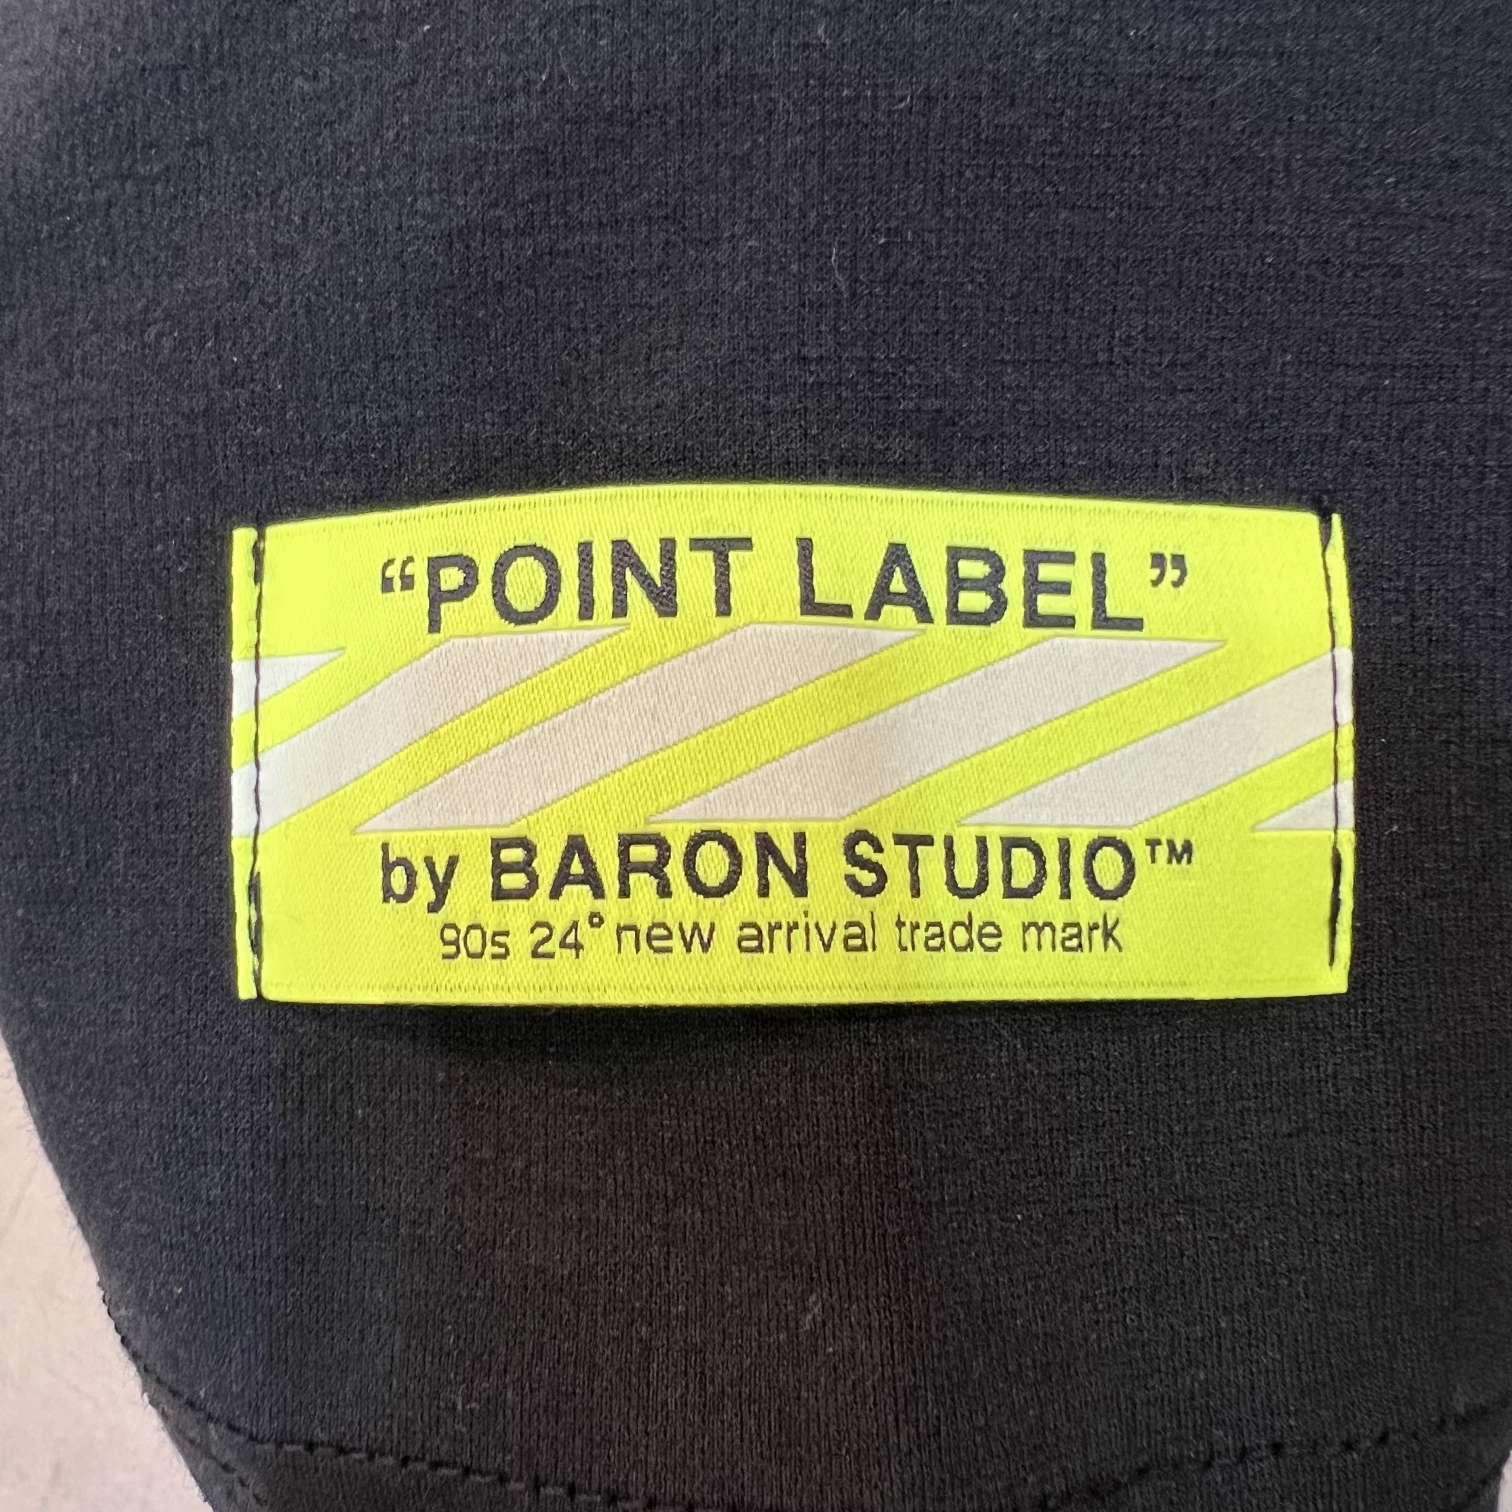 “POINT LABEL”
by BARON STUDIO™
90s 24° new arrival trade mark